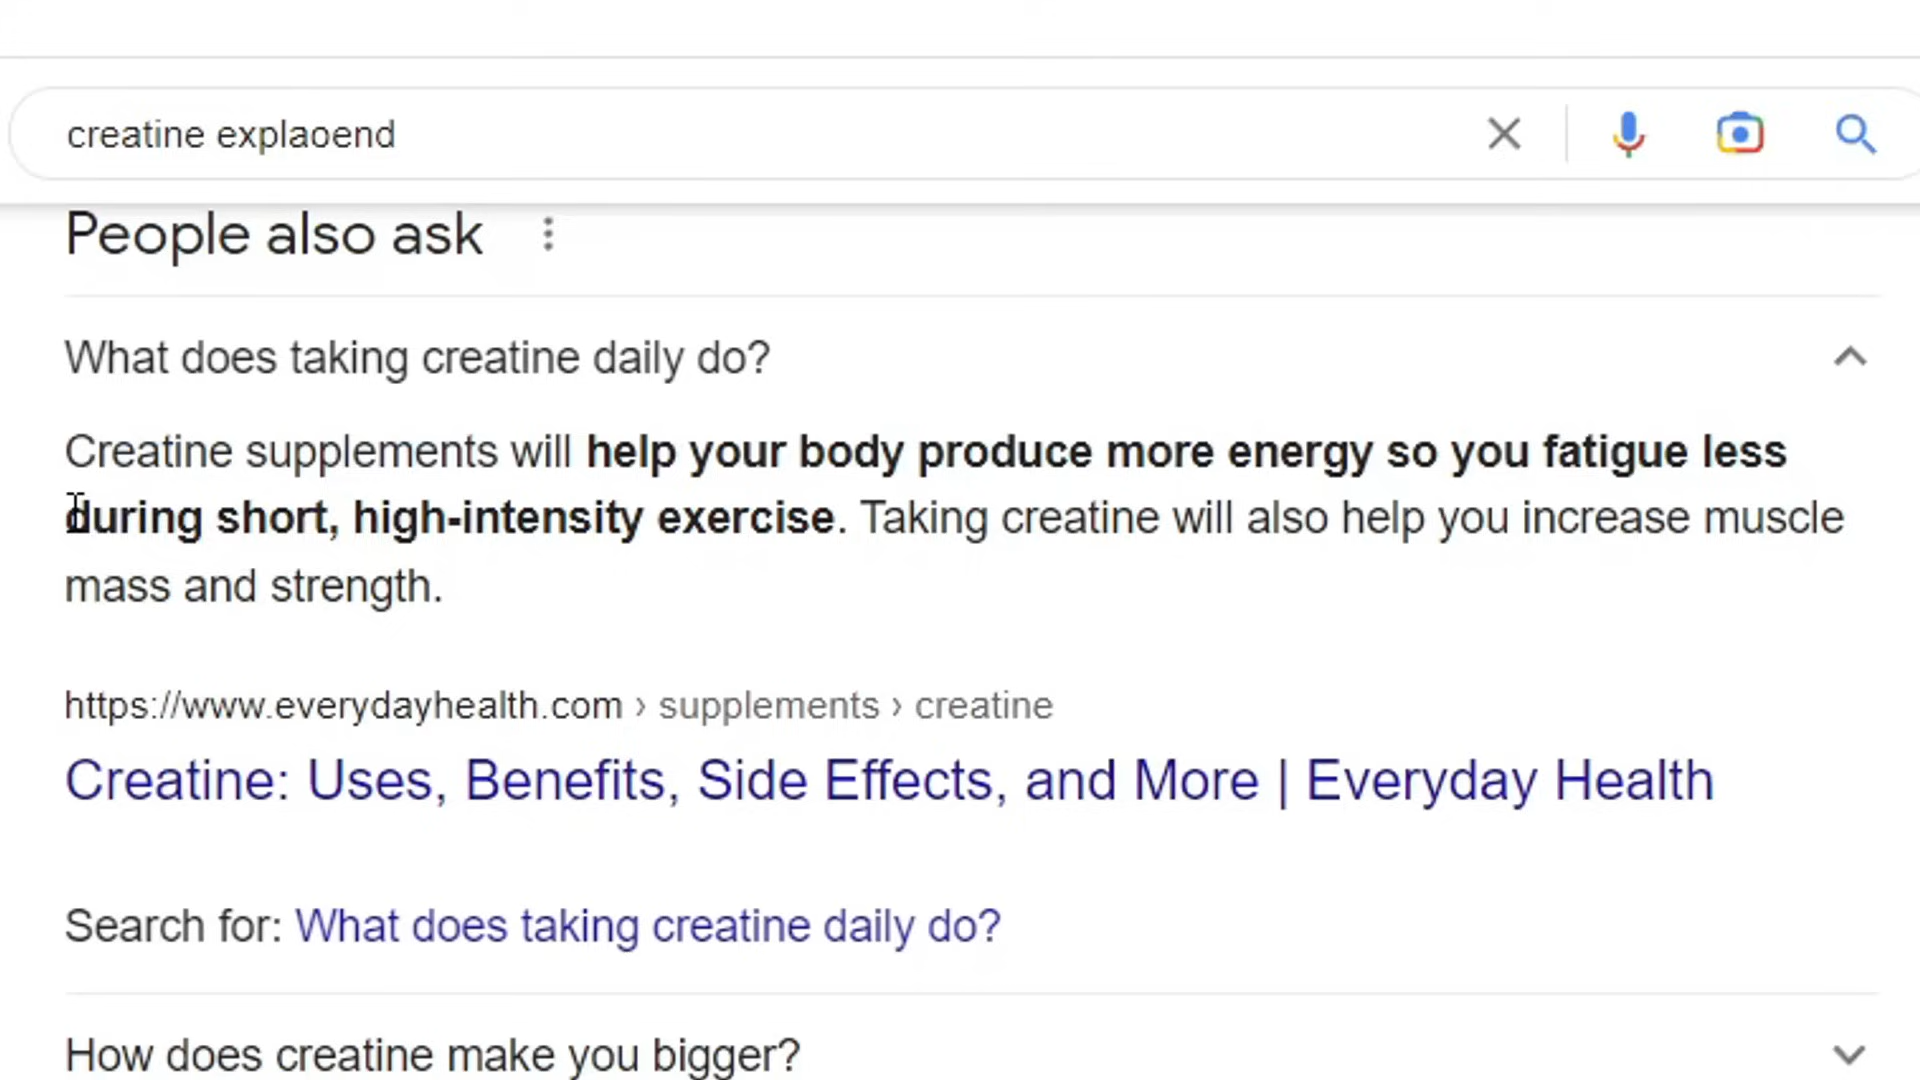 creatine explaoend
People also ask
What does taking creatine daily do?
Creatine supplements will help your body produce more energy so you fatigue less
during short, high-intensity exercise. Taking creatine will also help you increase muscle
mass and strength.
https://www.everydayhealth.com › supplements › creatine
Creatine: Uses, Benefits, Side Effects, and More | Everyday Health
Search for: What does taking creatine daily do?
How does creatine make you bigger?